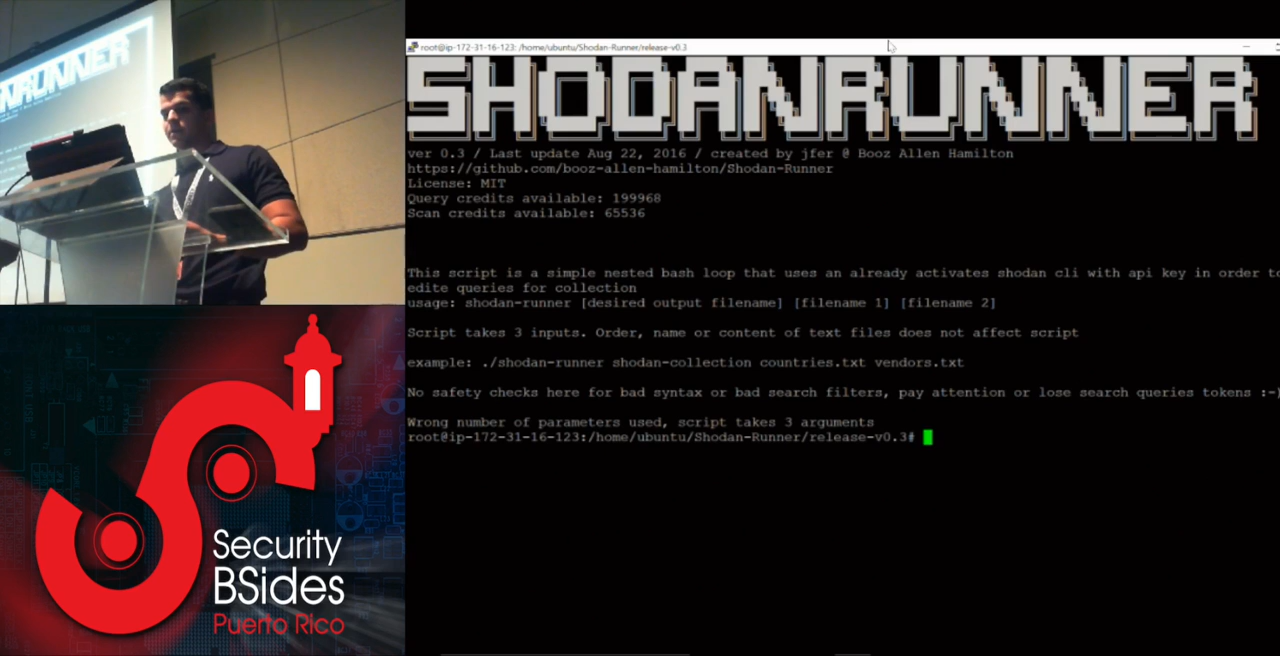 NRUNNER
root@ip-172-31-16-123: /home/ubuntu/Shodan-Runner/release-v0.3
SHODANRUNNER
ver 0.3 / Last update Aug 22, 2016 / created by jfer @ Booz Allen Hamilton
https://github.com/booz-allen-hamilton/Shodan-Runner
License: MIT
Query credits available: 199968
Scan credits available: 65536
This script is a simple nested bash loop that uses an already activates shodan cli with api key in order to
edite queries for collection
usage: shodan-runner [desired output filename] [filename 1] [filename 2]
Script takes 3 inputs. Order, name or content of text files does not affect script
example: ./shodan-runner shodan-collection countries.txt vendors.txt
No safety checks here for bad syntax or bad search filters, pay attention or lose search queries tokens :-)
Wrong number of parameters used, script takes 3 arguments
root@ip-172-31-16-123:/home/ubuntu/Shodan-Runner/release-v0.3#
Security
BSides
Puerto Rico